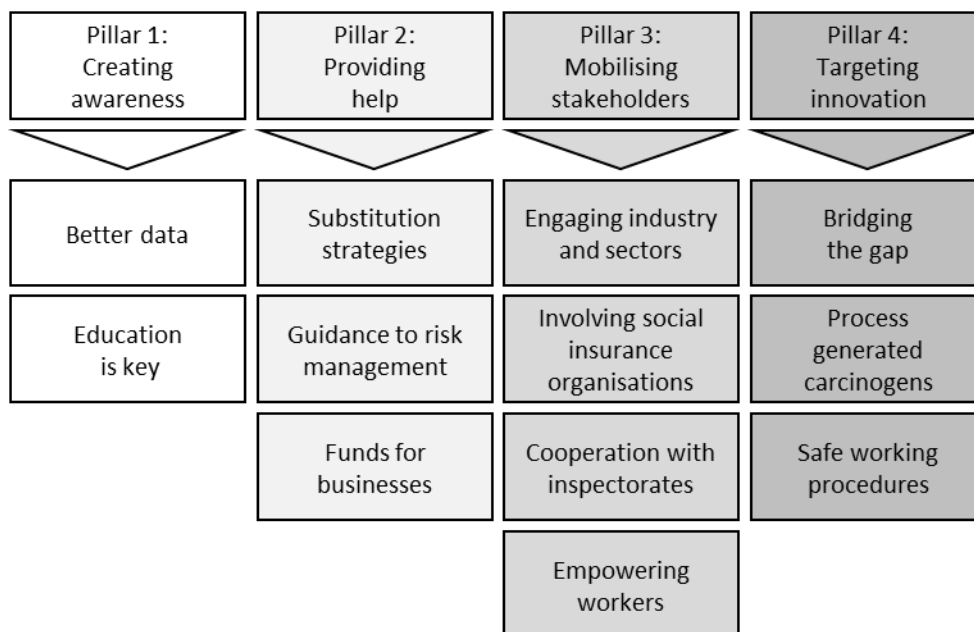 Pillar 1:
Creating
awareness
Pillar 2:
Providing
help
Pillar 3:
Mobilising
stakeholders
Pillar 4:
Targeting
innovation
Better data
Substitution
strategies
Engaging industry
and sectors
Bridging
the gap
Education
is key
Guidance to risk
management
Involving social
insurance
organisations
Process
generated
carcinogens
Funds for
businesses
Cooperation with
inspectorates
Safe working
procedures
Empowering
workers